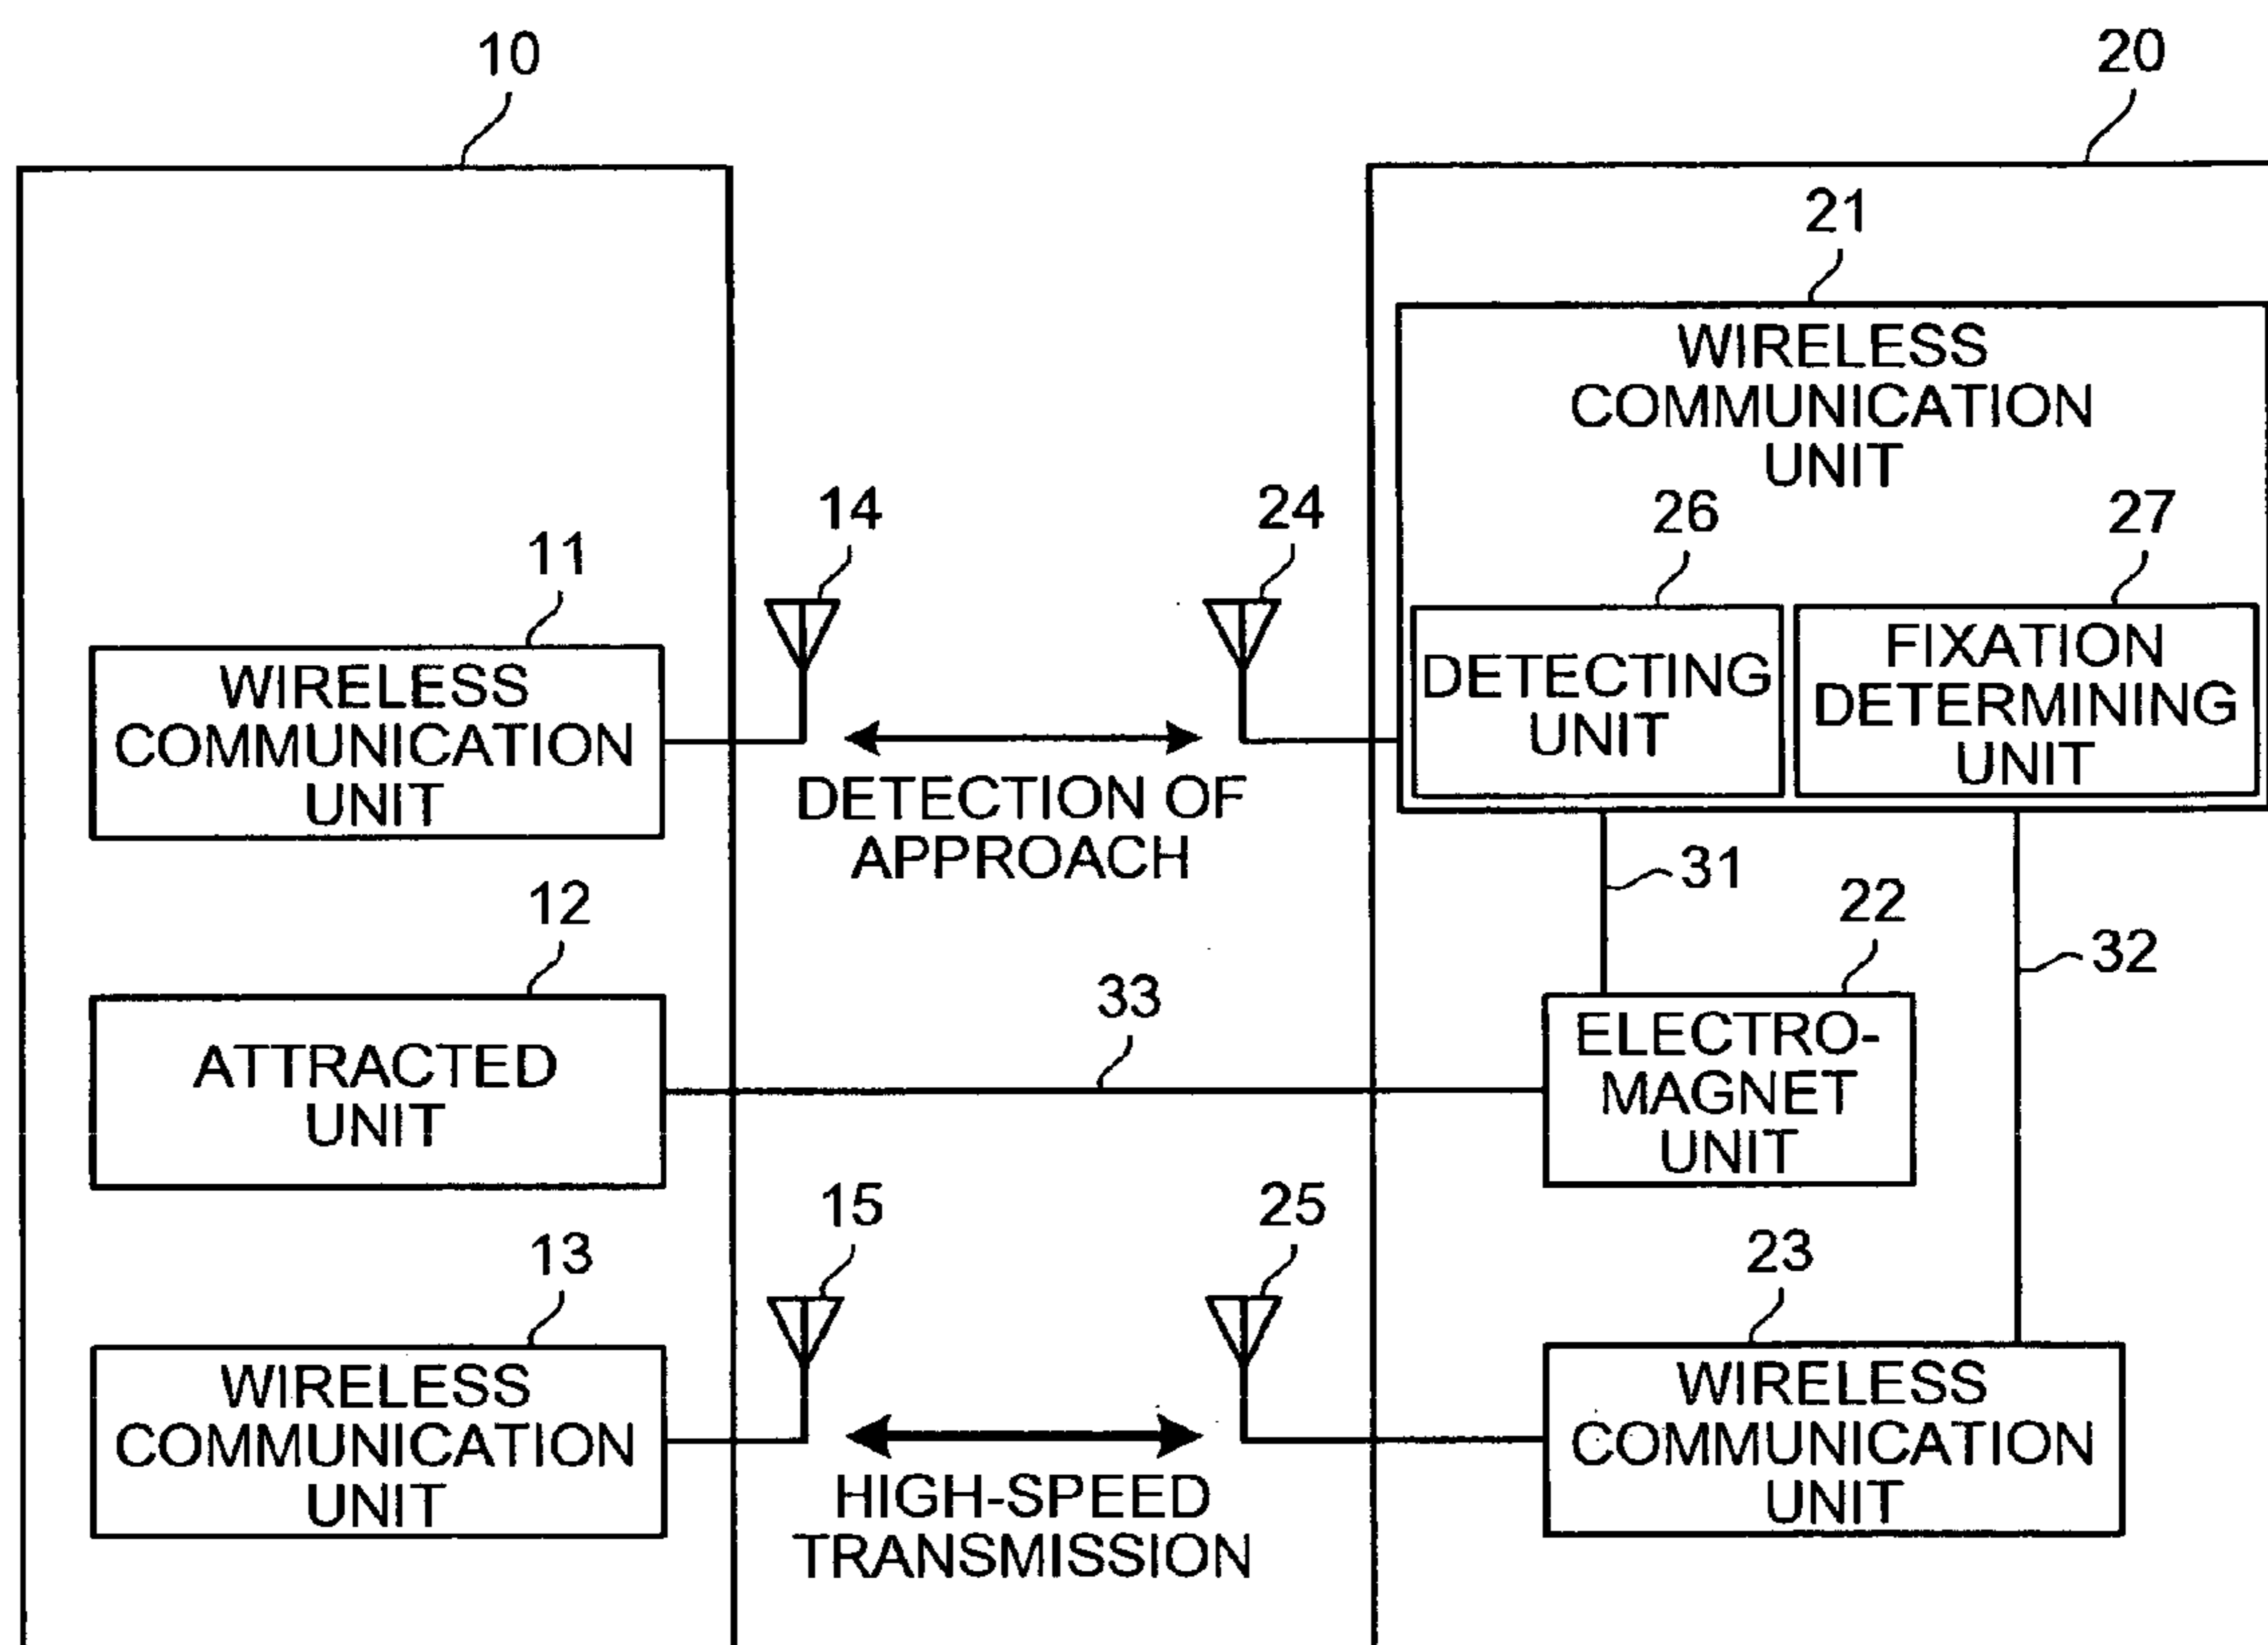 10
20
21
WIRELESS
COMMUNICATION
UNIT
14
24
26
27
11
WIRELESS
COMMUNICATION
UNIT
DETECTING
UNIT
FIXATION
DETERMINING
UNIT
DETECTION OF
APPROACH
31
12
22
32
33
ATTRACTED
UNIT
ELECTRO-
MAGNET
UNIT
15
25
13
23
WIRELESS
COMMUNICATION
UNIT
WIRELESS
COMMUNICATION
UNIT
HIGH-SPEED
TRANSMISSION